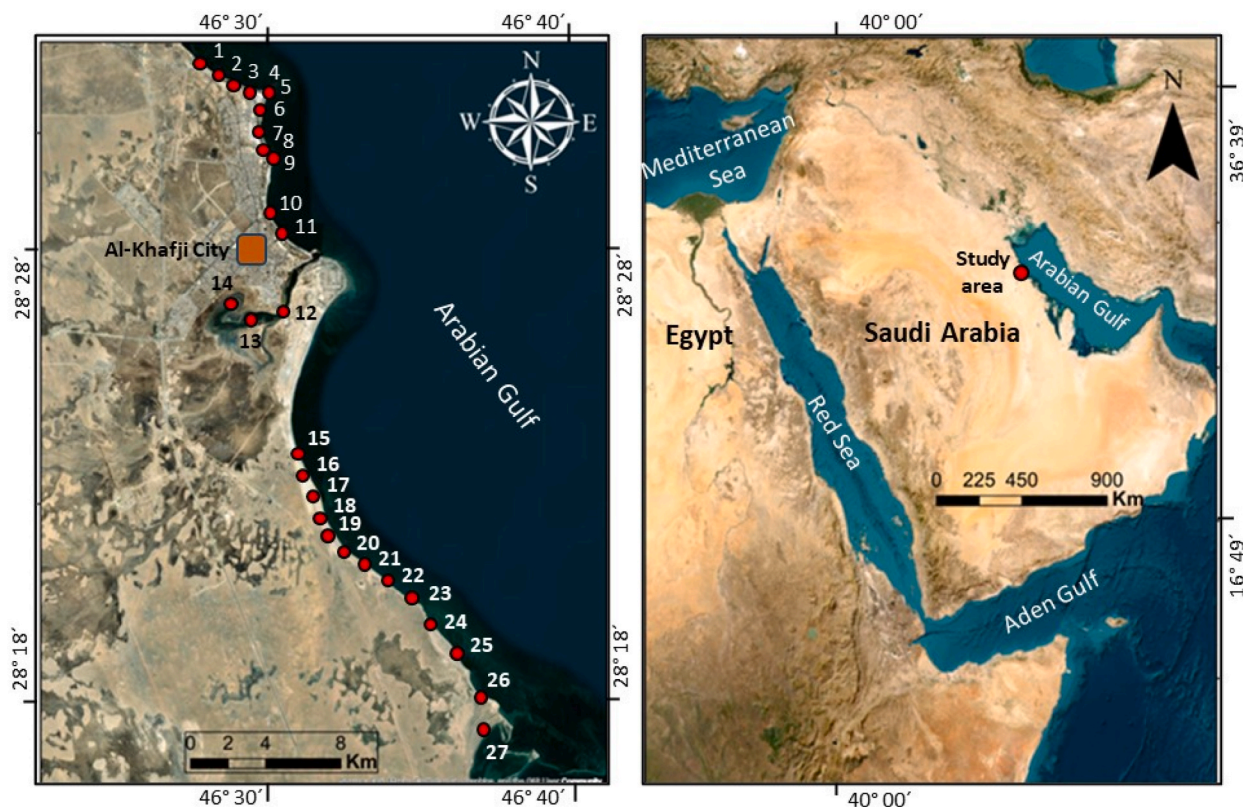 46° 30´
46° 40´
1
2
3
4
5
6
7
8
9
10
11
N
W
E
S
28° 28´
28° 28´
Al-Khafji City
14
12
13
Arabian Gulf
15
16
17
18
19
20
21
22
23
24
25
26
27
28° 18´
28° 18´
0 2 4 8
Km
46° 30´
46° 40´
40° 00´
N
36° 39´
Mediterranean
Sea
Study
area
Arabian Gulf
Egypt
Saudi Arabia
Red Sea
0 225 450 900
Km
16° 49´
Aden Gulf
40° 00´